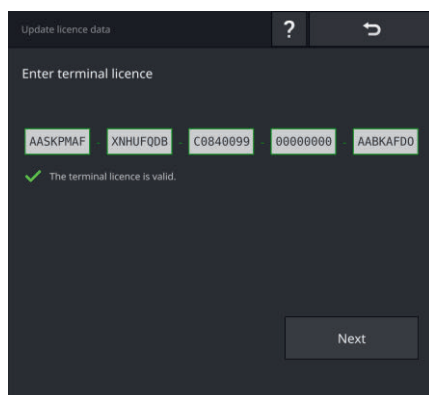 Update licence data ?
Enter terminal licence
AASKPMAF - XNHUFQDB - C0840099 - 00000000 - AABKAFDO
The terminal licence is valid.
Next